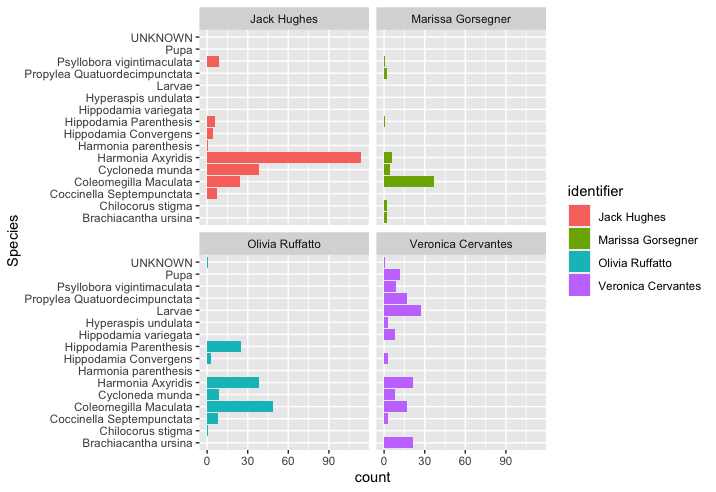 Jack Hughes
Marissa Gorsegner
UNKNOWN
Pupa
Psyllobora vigintimaculata
Propylea Quatuordecimpunctata
Larvae
Hyperaspis undulata
Hippodamia variegata
Hippodamia Parenthesis
Hippodamia Convergens
Harmonia parenthesis
Harmonia Axyridis
Cycloneda munda
Coleomegilla Maculata
Coccinella Septempunctata
Chilocorus stigma
Brachiacantha ursina
Species
Olivia Ruffatto
Veronica Cervantes
UNKNOWN
Pupa
Psyllobora vigintimaculata
Propylea Quatuordecimpunctata
Larvae
Hyperaspis undulata
Hippodamia variegata
Hippodamia Parenthesis
Hippodamia Convergens
Harmonia parenthesis
Harmonia Axyridis
Cycloneda munda
Coleomegilla Maculata
Coccinella Septempunctata
Chilocorus stigma
Brachiacantha ursina
0 30 60 90
0 30 60 90
count
identifier
Jack Hughes
Marissa Gorsegner
Olivia Ruffatto
Veronica Cervantes